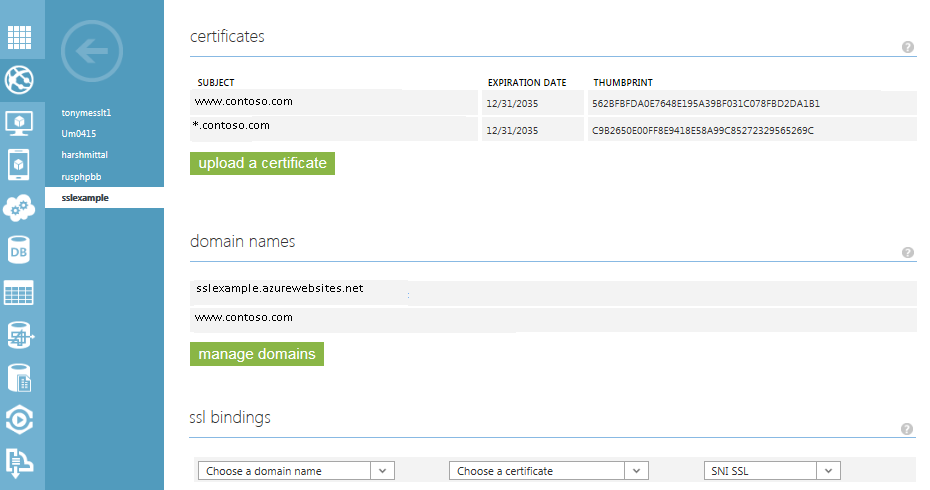 certificates
?
SUBJECT EXPIRATION DATE THUMBPRINT
www.contoso.com 12/31/2035 562BFBFDA0E7648E195A39BF031C078FBD2DA1B1
*.contoso.com 12/31/2035 C9B2650E00FF8E9418E58A99C85272329565269C
upload a certificate
tonymesslt1
Um0415
harshmittal
rusphpbb
sslexample
DB
domain names
?
sslexample.azurewebsites.net
www.contoso.com
manage domains
ssl bindings
?
Choose a domain name Choose a certificate SNI SSL